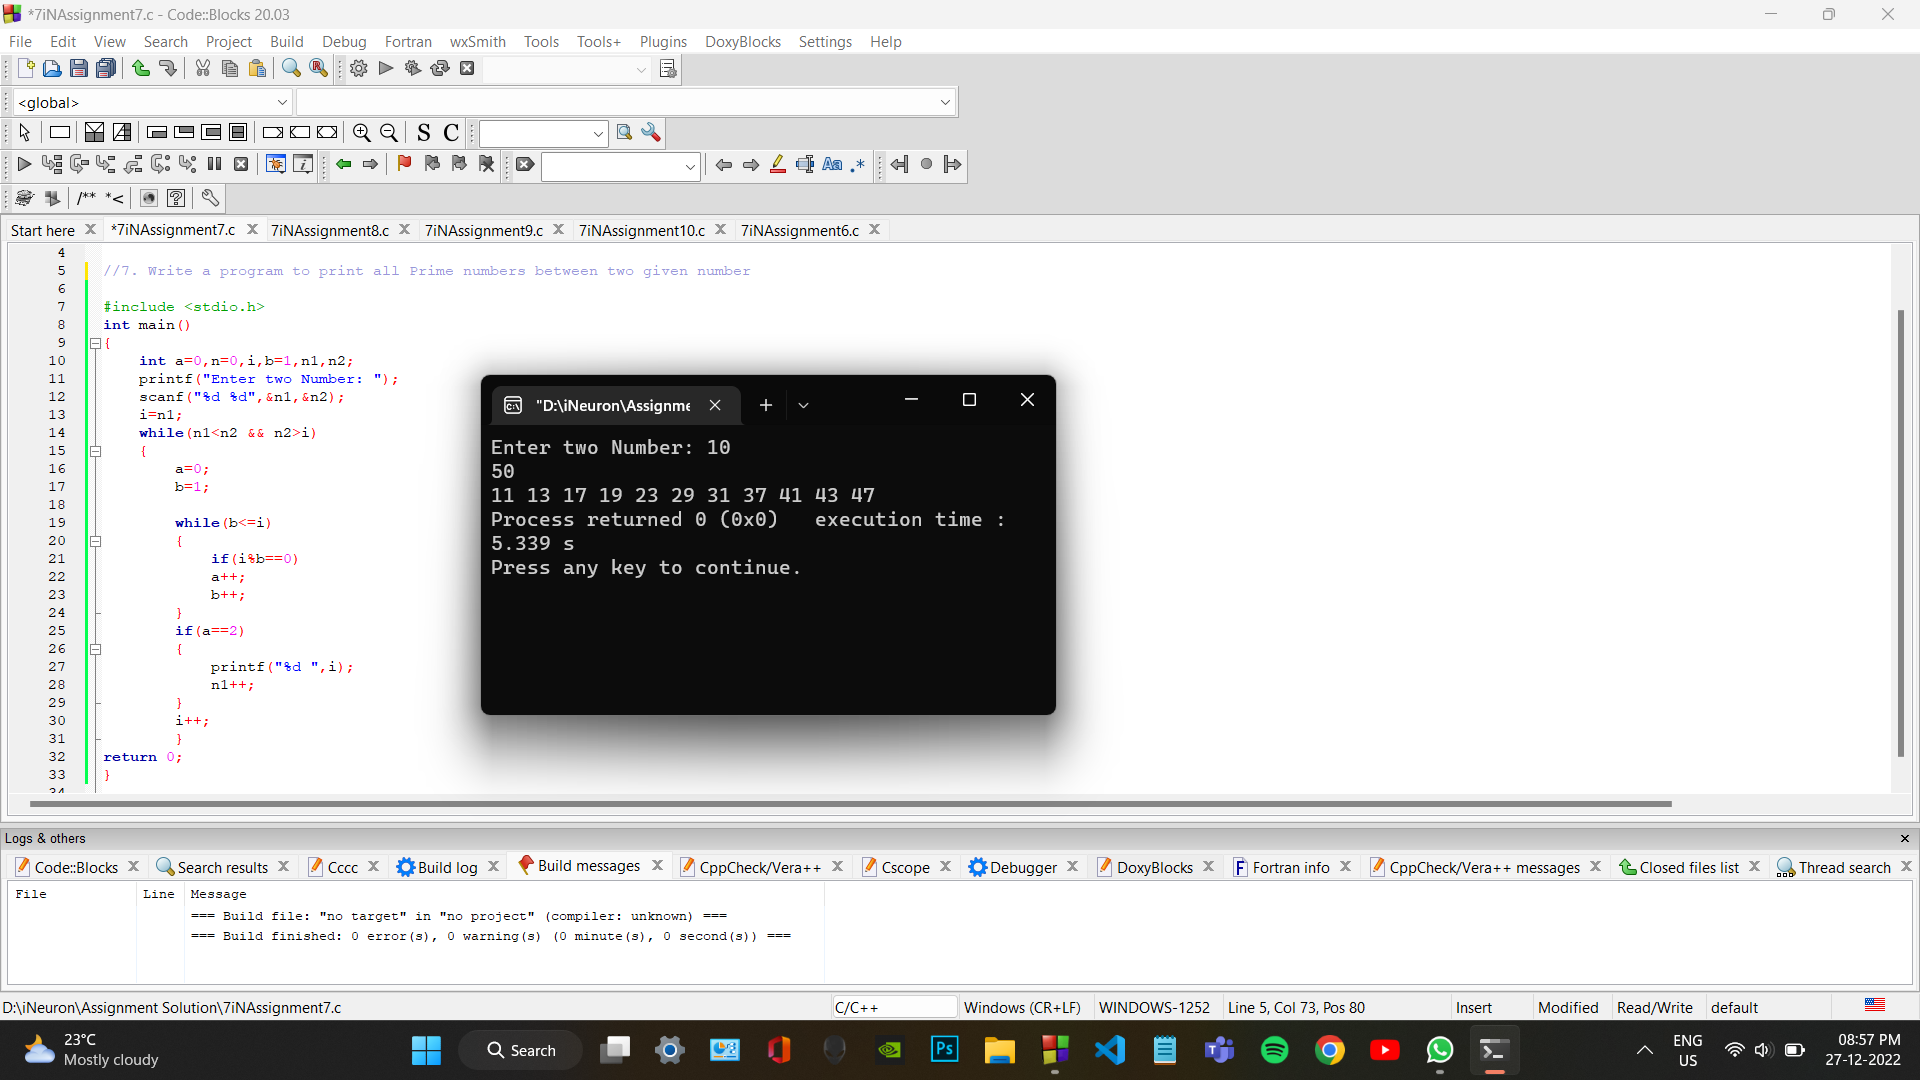 *7iNAssignment7.c - Code::Blocks 20.03
File Edit View Search Project Build Debug Fortran wxSmith Tools Tools+ Plugins DoxyBlocks Settings Help
<global>
S C
Aa .*
/** *<
Start here *7iNAssignment7.c 7iNAssignment8.c 7iNAssignment9.c 7iNAssignment10.c 7iNAssignment6.c
4
5 //7. Write a program to print all Prime numbers between two given number
6
7 #include <stdio.h>
8 int main()
9 {
10 int a=0,n=0,i,b=1,n1,n2;
11 printf("Enter two Number: ");
12 scanf("%d %d",&n1,&n2);
13 i=n1;
14 while(n1<n2 && n2>i)
15 {
16 a=0;
17 b=1;
18
19 while(b<=i)
20 {
21 if(i%b==0)
22 a++;
23 b++;
24 }
25 if(a==2)
26 {
27 printf("%d ",i);
28 n1++;
29 }
30 i++;
31 }
32 return 0;
33 }
34
"D:\iNeuron\Assignme
Enter two Number: 10
50
11 13 17 19 23 29 31 37 41 43 47
Process returned 0 (0x0)   execution time :
5.339 s
Press any key to continue.
Logs & others
Code::Blocks Search results Cccc Build log Build messages CppCheck/Vera++ Cscope Debugger DoxyBlocks Fortran info CppCheck/Vera++ messages Closed files list Thread search
File Line Message
=== Build file: "no target" in "no project" (compiler: unknown) ===
=== Build finished: 0 error(s), 0 warning(s) (0 minute(s), 0 second(s)) ===
D:\iNeuron\Assignment Solution\7iNAssignment7.c C/C++ Windows (CR+LF) WINDOWS-1252 Line 5, Col 73, Pos 80 Insert Modified Read/Write default
23°C
Mostly cloudy
Search
Ps
ENG
US
08:57 PM
27-12-2022